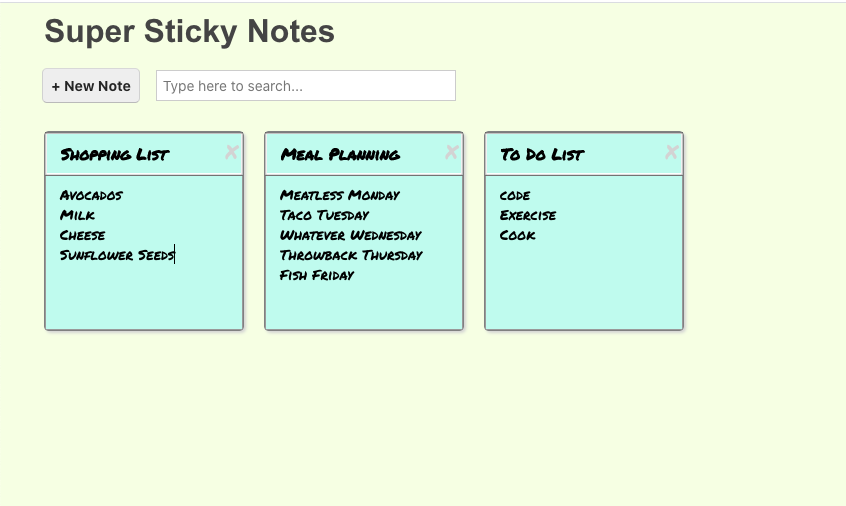 Super Sticky Notes
+ New Note
Type here to search...
Shopping List
Avocados
Milk
Cheese
Sunflower Seeds
Meal Planning
Meatless Monday
Taco Tuesday
Whatever Wednesday
Throwback Thursday
Fish Friday
To Do List
code
Exercise
Cook